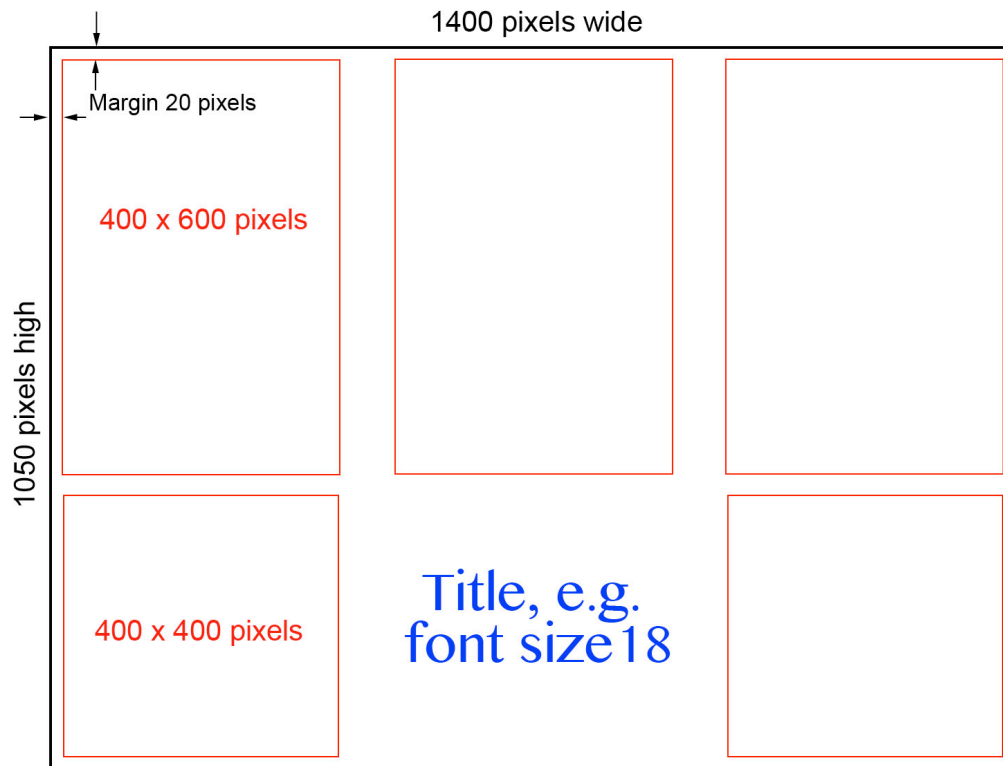 1400 pixels wide
Margin 20 pixels
400 x 600 pixels
1050 pixels high
400 x 400 pixels
Title, e.g.
font size18